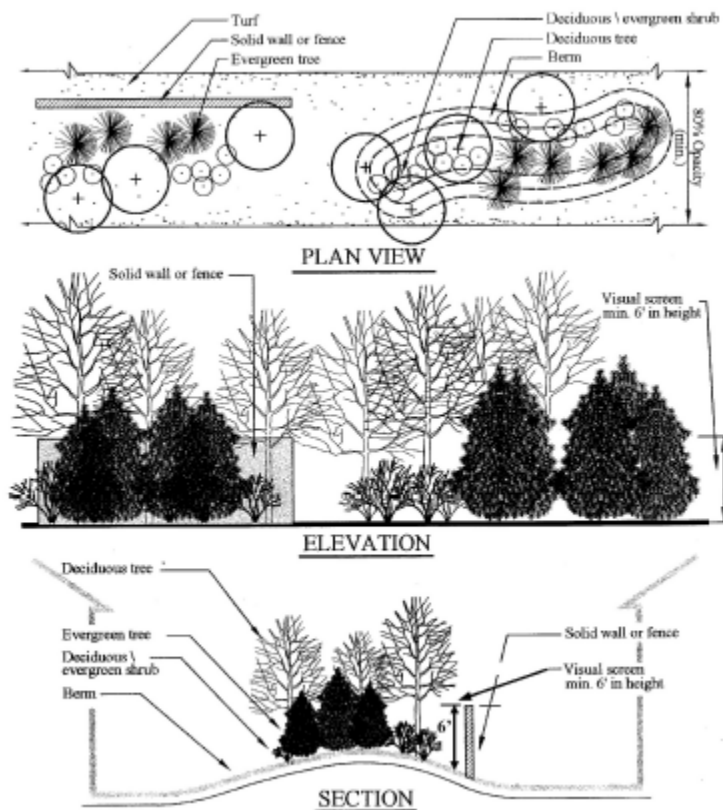 Turf
Solid wall or fence
Evergreen tree
Deciduous \ evergreen shrub
Deciduous tree
Berm
80% Opacity
(min.)
PLAN VIEW
Solid wall or fence
Visual screen
min. 6' in height
ELEVATION
Deciduous tree
Evergreen tree
Deciduous \
evergreen shrub
Berm
Solid wall or fence
Visual screen
min. 6' in height
6'
SECTION